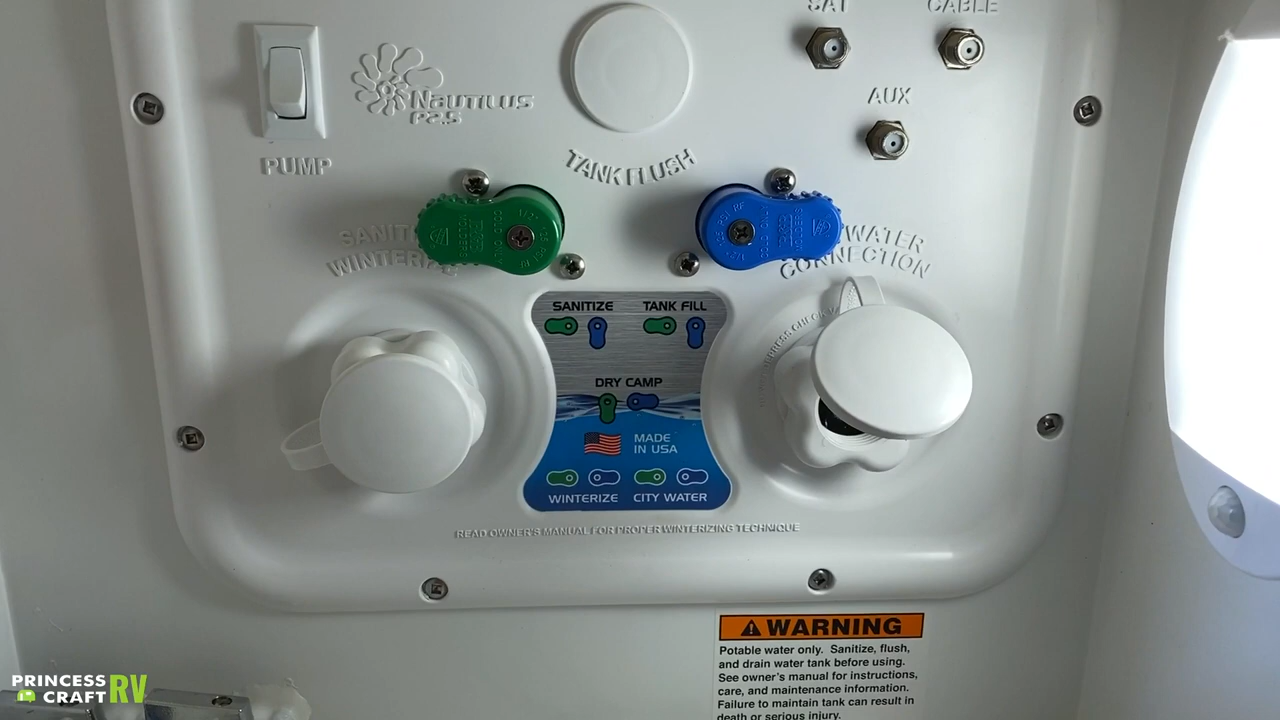 SAT
CABLE
AUX
NAUTILUS
P2.5
PUMP
TANK FLUSH
SANITIZE
WINTERIZE
WATER
CONNECTION
SANITIZE
TANK FILL
DRY CAMP
MADE
IN USA
WINTERIZE
CITY WATER
READ OWNER'S MANUAL FOR PROPER WINTERIZING TECHNIQUE
WARNING
Potable water only. Sanitize, flush,
and drain water tank before using.
See owner's manual for instructions,
care, and maintenance information.
Failure to maintain tank can result in
death or serious injury.
PRINCESS
CRAFT RV